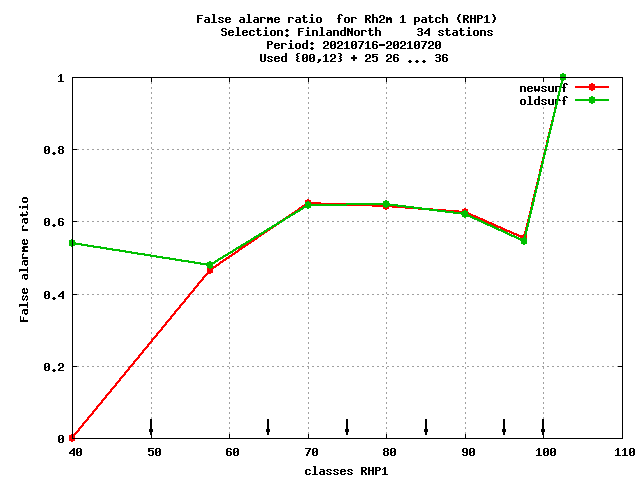 False alarme ratio  for Rh2m 1 patch (RHP1)
Selection: FinlandNorth     34 stations
Period: 20210716-20210720
Used {00,12} + 25 26 ... 36
newsurf
oldsurf
1
0.8
0.6
0.4
0.2
0
False alarme ratio
40 50 60 70 80 90 100 110
classes RHP1